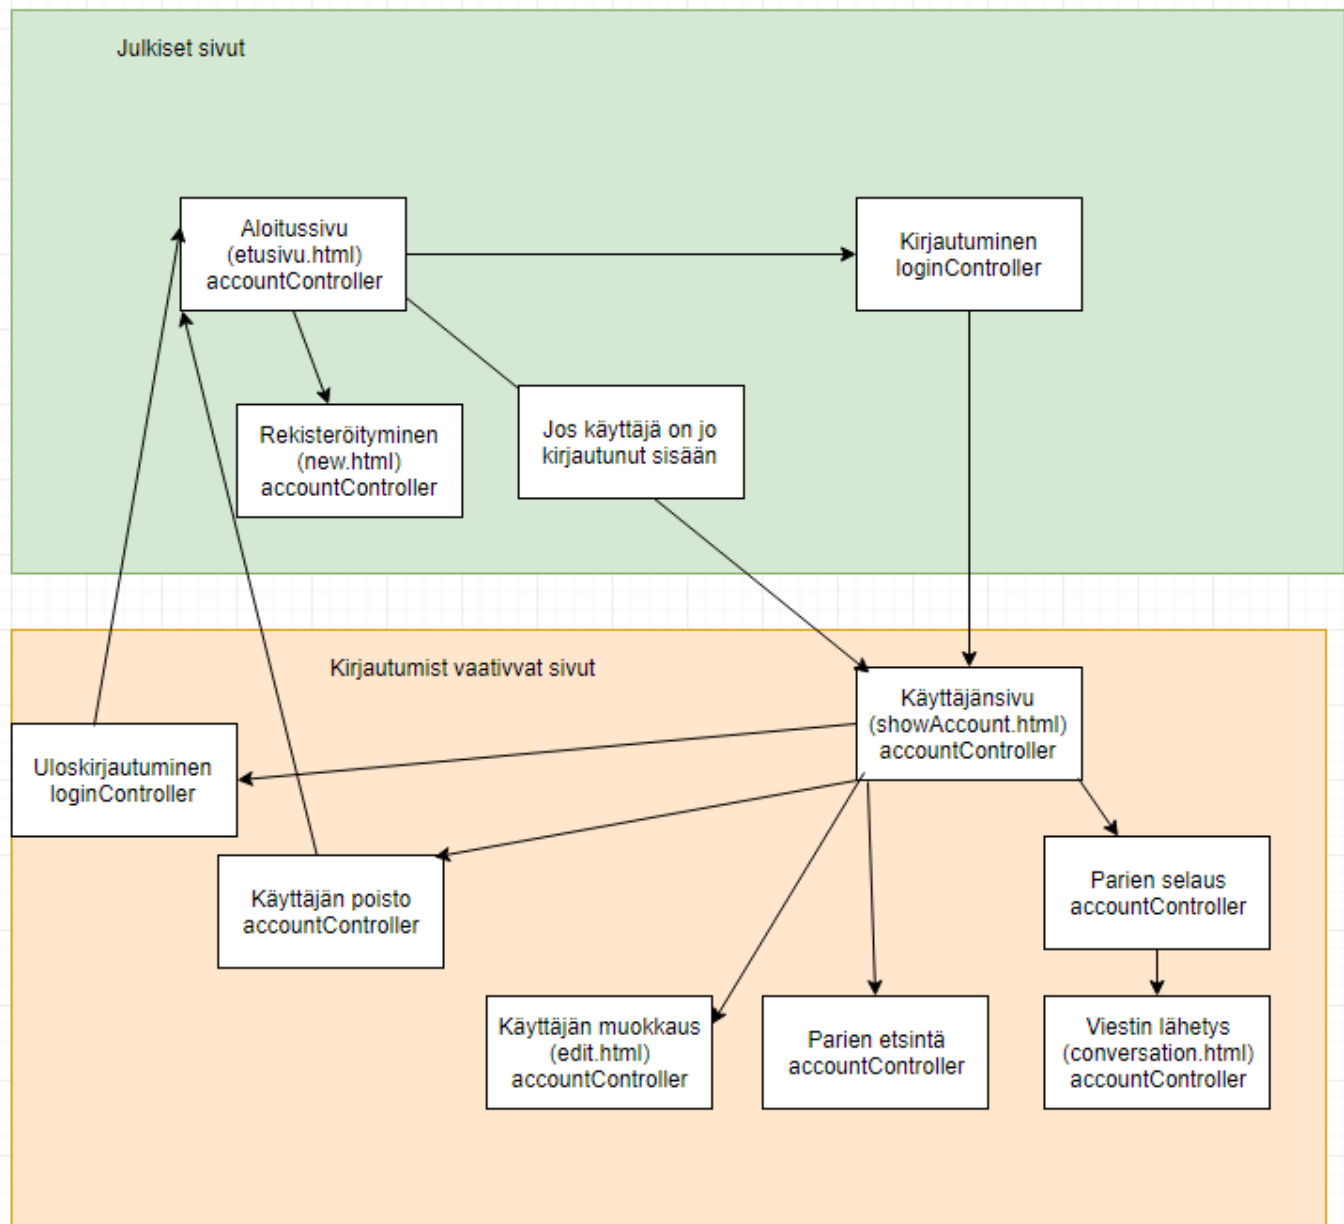 Julkiset sivut
Aloitussivu
(etusivu.html)
accountController
Kirjautuminen
loginController
Rekisteröityminen
(new.html)
accountController
Jos käyttäjä on jo
kirjautunut sisään
Kirjautumist vaativvat sivut
Käyttäjänsivu
(showAccount.html)
accountController
Uloskirjautuminen
loginController
Käyttäjän poisto
accountController
Parien selaus
accountController
Käyttäjän muokkaus
(edit.html)
accountController
Parien etsintä
accountController
Viestin lähetys
(conversation.html)
accountController